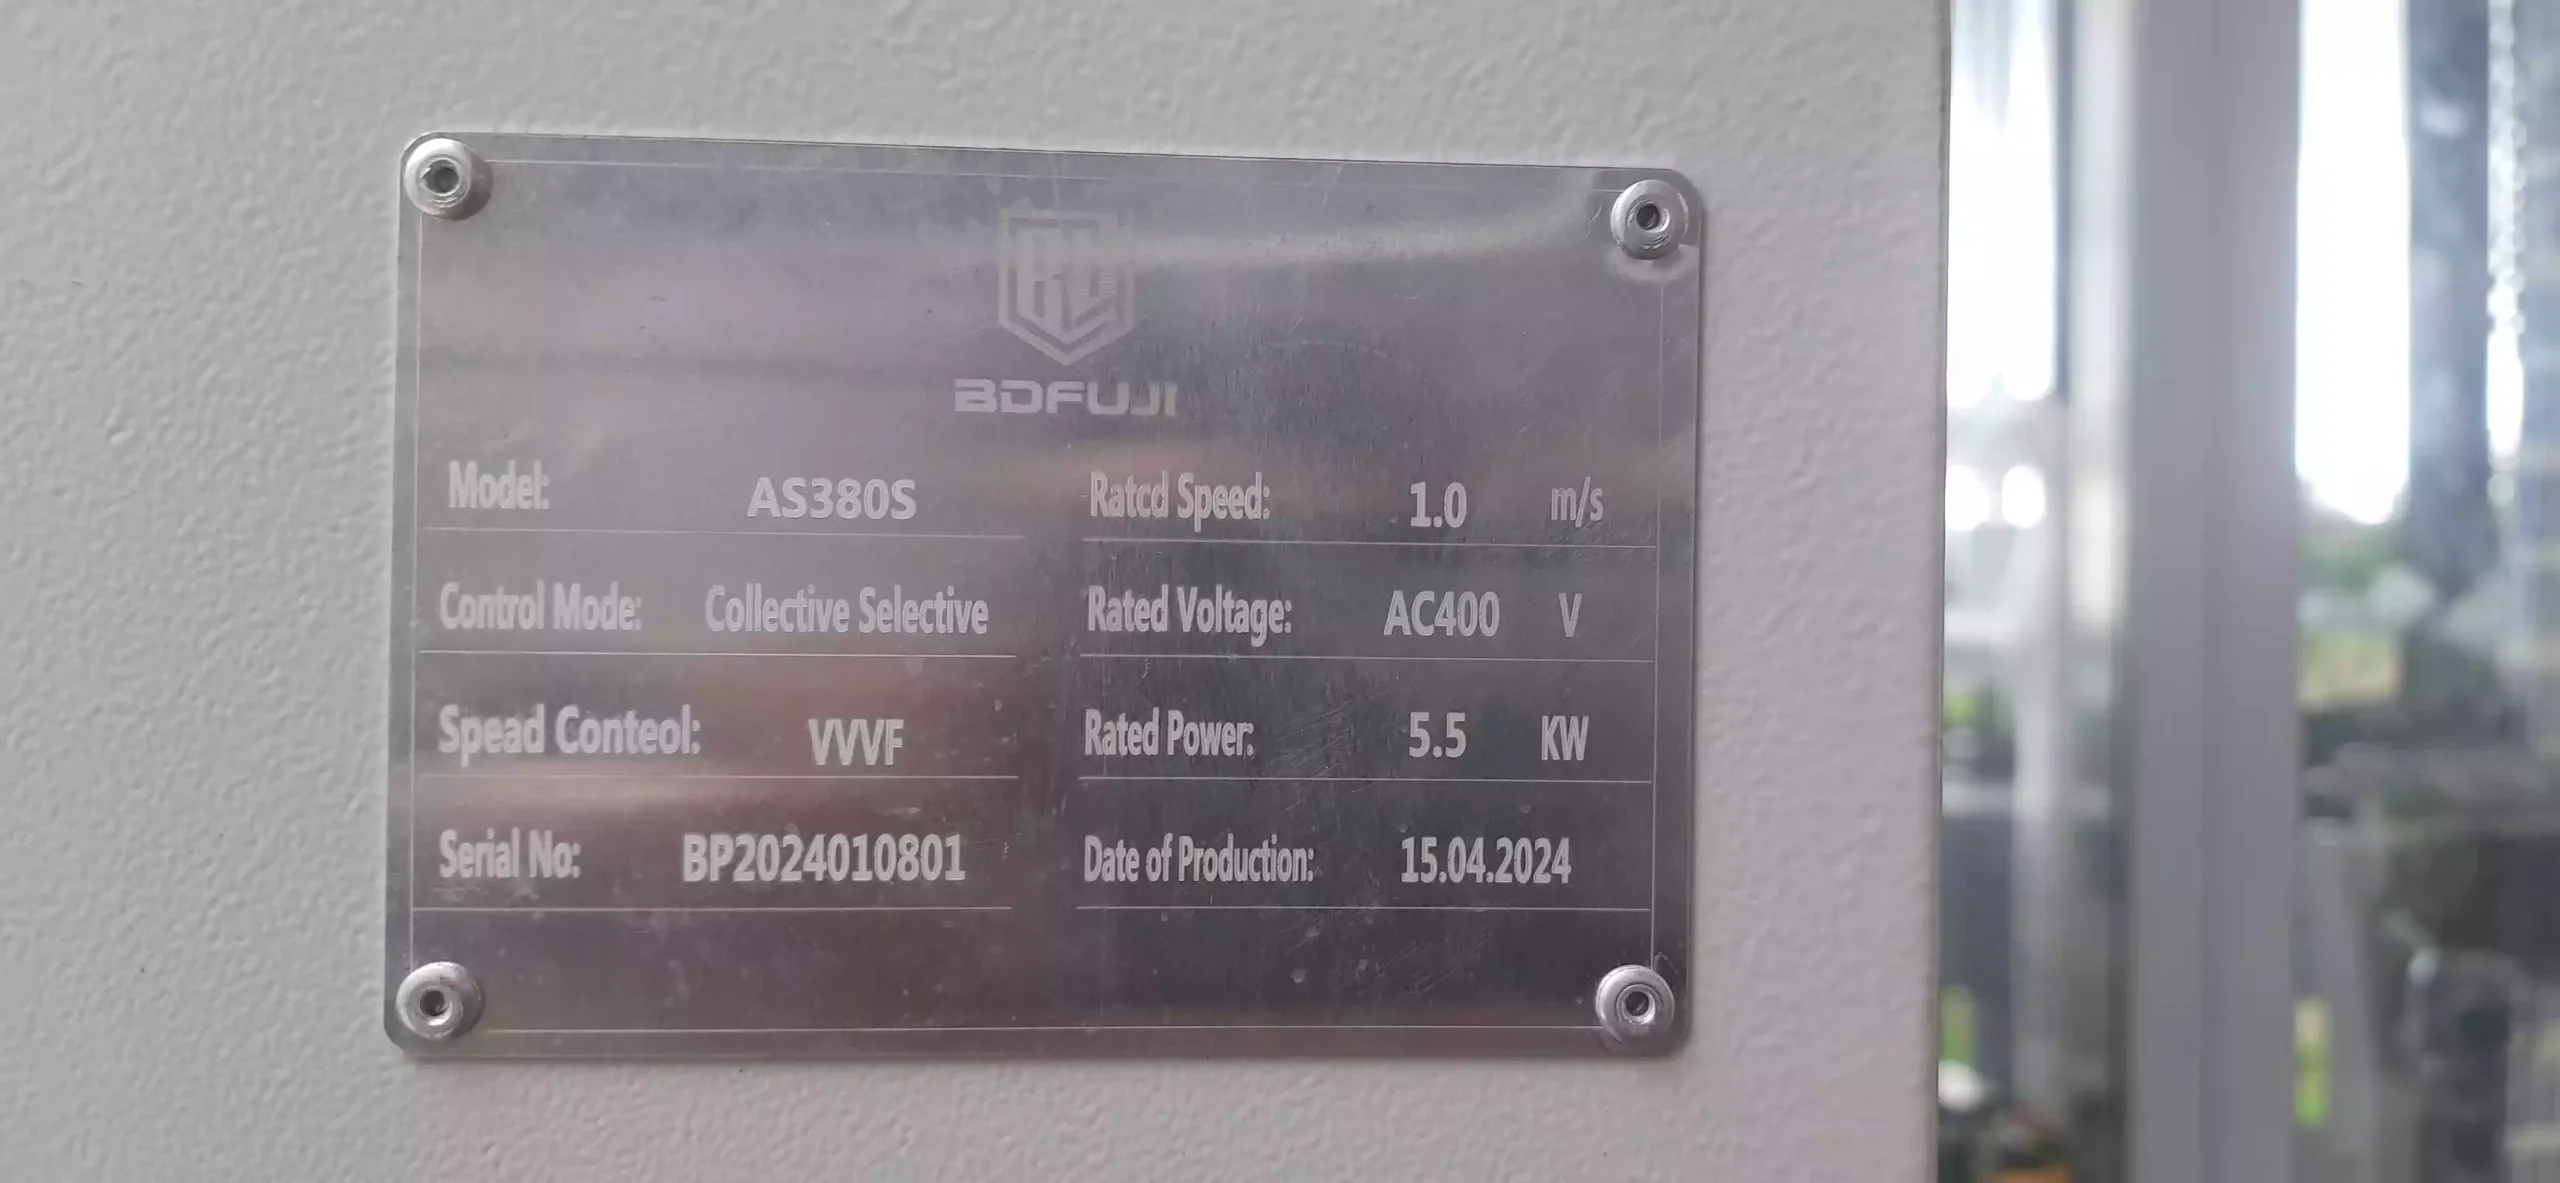 BDFUJI
Model: AS380S
Ratcd Speed: 1.0 m/s
Control Mode: Collective Selective
Rated Voltage: AC400 V
Spead Conteol: VVVF
Rated Power: 5.5 KW
Serial No: BP2024010801
Date of Production: 15.04.2024